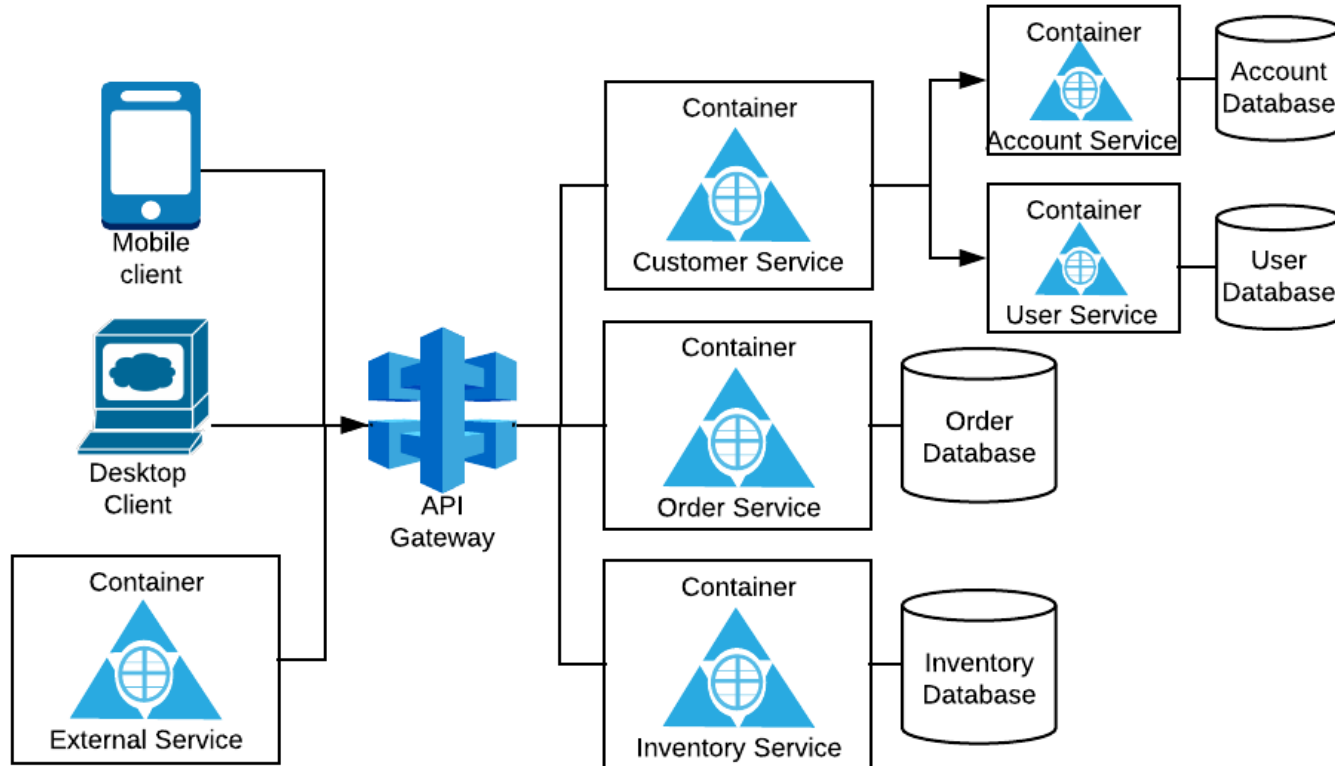 Mobile
client
Desktop
Client
Container
External Service
API
Gateway
Container
Customer Service
Container
Order Service
Container
Inventory Service
Container
Account Service
Container
User Service
Account
Database
User
Database
Order
Database
Inventory
Database